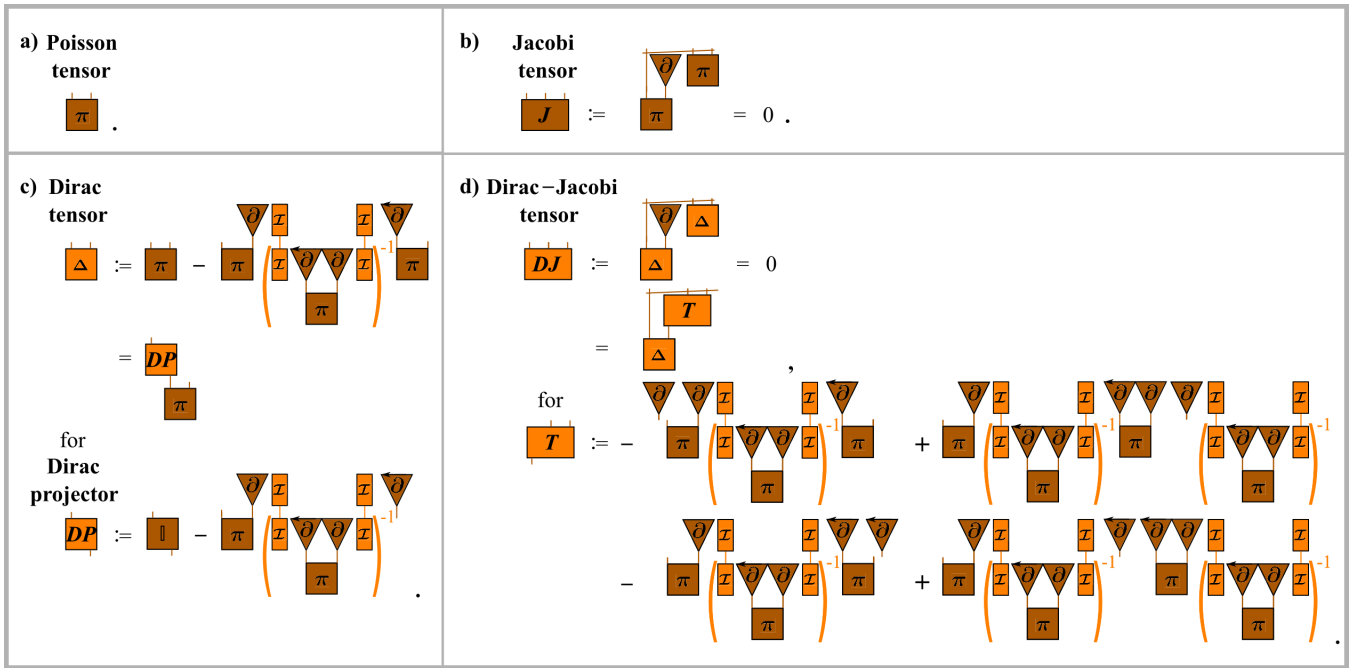 a) Poisson
tensor
π .
b) Jacobi
tensor
∂ π
J := π = 0 .
c) Dirac
tensor
∂ I I ∂
Δ := π − π ( I ∂ ∂ I )-1 π
π
= DP
π
for
Dirac
projector
∂ I I ∂
DP := 𝕀 − π ( I ∂ ∂ I )-1
π .
d) Dirac−Jacobi
tensor
∂ Δ
DJ := Δ = 0
T
= Δ ,
for
∂ ∂ I I ∂ ∂ I I ∂ ∂ ∂ I I
T := − π ( I ∂ ∂ I )-1 π + π ( I ∂ ∂ I )-1 π ( I ∂ ∂ I )-1
π π π
∂ I I ∂ ∂ ∂ I I ∂ ∂ ∂ I I
− π ( I ∂ ∂ I )-1 π + π ( I ∂ ∂ I )-1 π ( I ∂ ∂ I )-1
π π π .